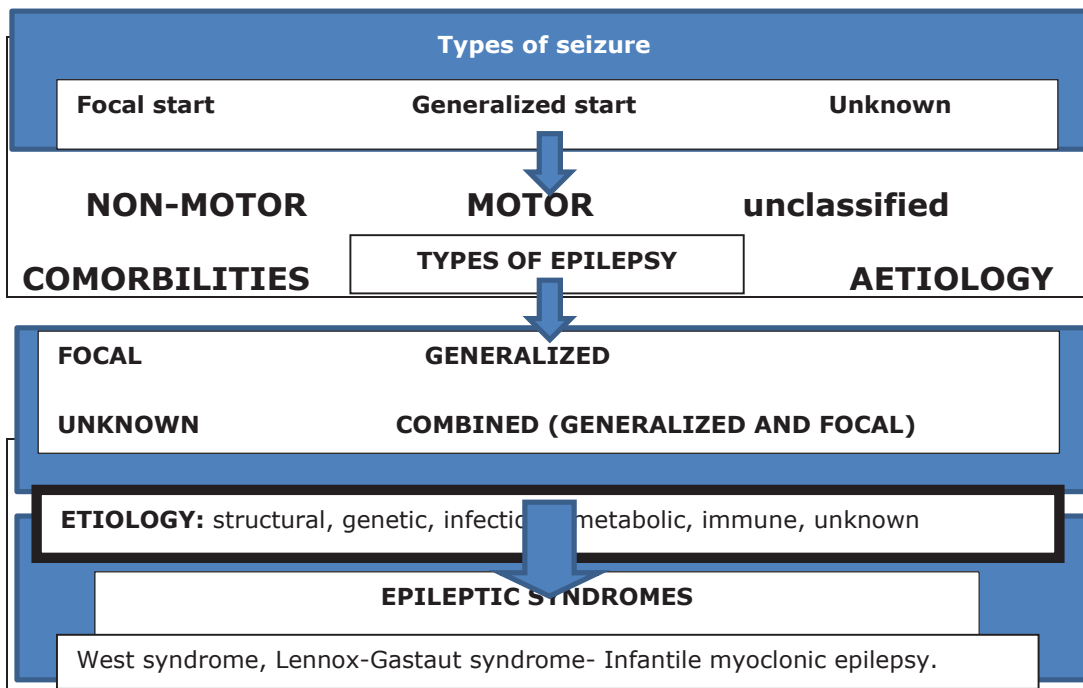 Types of seizure
Focal start Generalized start Unknown
NON-MOTOR MOTOR unclassified
TYPES OF EPILEPSY
COMORBILITIES AETIOLOGY
FOCAL GENERALIZED
UNKNOWN COMBINED (GENERALIZED AND FOCAL)
ETIOLOGY: structural, genetic, metabolic, immune, unknown
EPILEPTIC SYNDROMES
West syndrome, Lennox-Gastaut syndrome- Infantile myoclonic epilepsy.